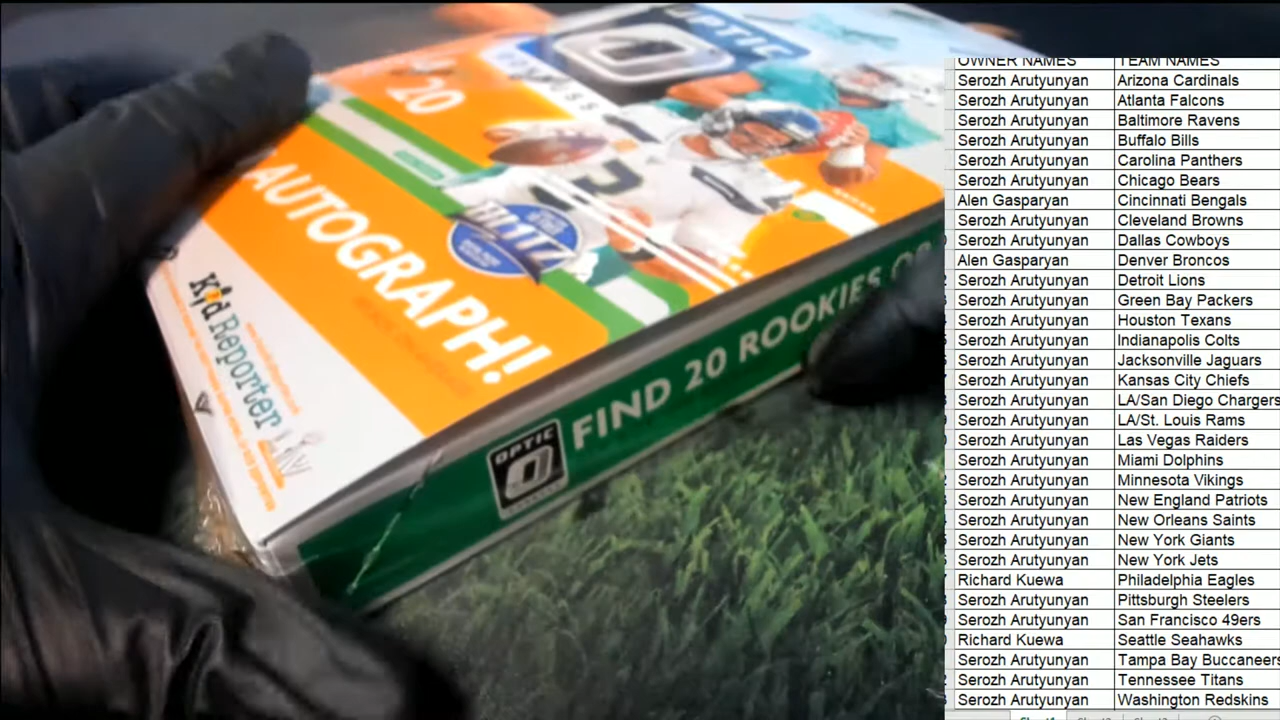 OPTIC
20
AUTOGRAPH!
Kid Reporter
OPTIC
FIND 20 ROOKIES
OWNER NAMES TEAM NAMES
Serozh Arutyunyan Arizona Cardinals
Serozh Arutyunyan Atlanta Falcons
Serozh Arutyunyan Baltimore Ravens
Serozh Arutyunyan Buffalo Bills
Serozh Arutyunyan Carolina Panthers
Serozh Arutyunyan Chicago Bears
Alen Gasparyan Cincinnati Bengals
Serozh Arutyunyan Cleveland Browns
Serozh Arutyunyan Dallas Cowboys
Alen Gasparyan Denver Broncos
Serozh Arutyunyan Detroit Lions
Serozh Arutyunyan Green Bay Packers
Serozh Arutyunyan Houston Texans
Serozh Arutyunyan Indianapolis Colts
Serozh Arutyunyan Jacksonville Jaguars
Serozh Arutyunyan Kansas City Chiefs
Serozh Arutyunyan LA/San Diego Chargers
Serozh Arutyunyan LA/St. Louis Rams
Serozh Arutyunyan Las Vegas Raiders
Serozh Arutyunyan Miami Dolphins
Serozh Arutyunyan Minnesota Vikings
Serozh Arutyunyan New England Patriots
Serozh Arutyunyan New Orleans Saints
Serozh Arutyunyan New York Giants
Serozh Arutyunyan New York Jets
Richard Kuewa Philadelphia Eagles
Serozh Arutyunyan Pittsburgh Steelers
Serozh Arutyunyan San Francisco 49ers
Richard Kuewa Seattle Seahawks
Serozh Arutyunyan Tampa Bay Buccaneers
Serozh Arutyunyan Tennessee Titans
Serozh Arutyunyan Washington Redskins